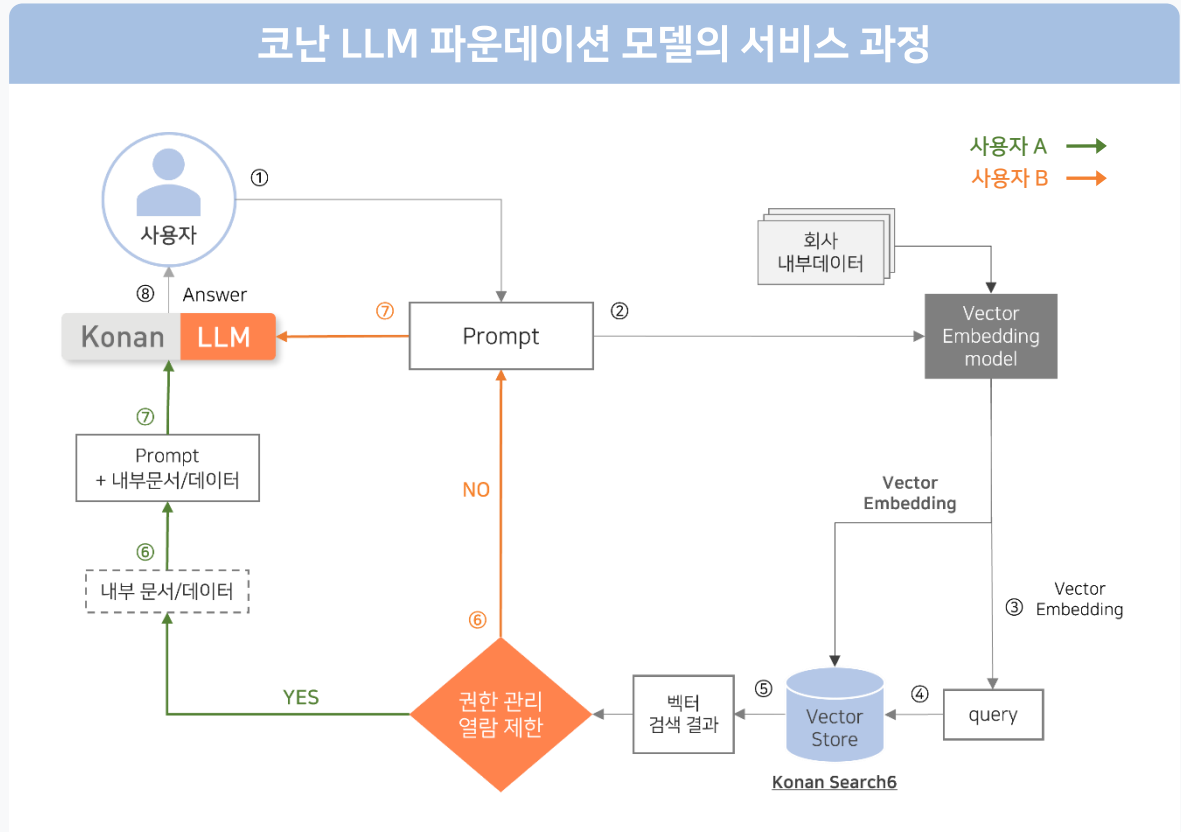 코난 LLM 파운데이션 모델의 서비스 과정
사용자 A
사용자 B
사용자
①
회사
내부데이터
⑧
Answer
Konan LLM
⑦
Prompt
②
Vector
Embedding
model
⑦
Prompt
+ 내부문서/데이터
NO
Vector
Embedding
⑥
내부 문서/데이터
③
Vector
Embedding
⑥
YES
권한 관리
열람 제한
벡터
검색 결과
⑤
Vector
Store
④
query
Konan Search6